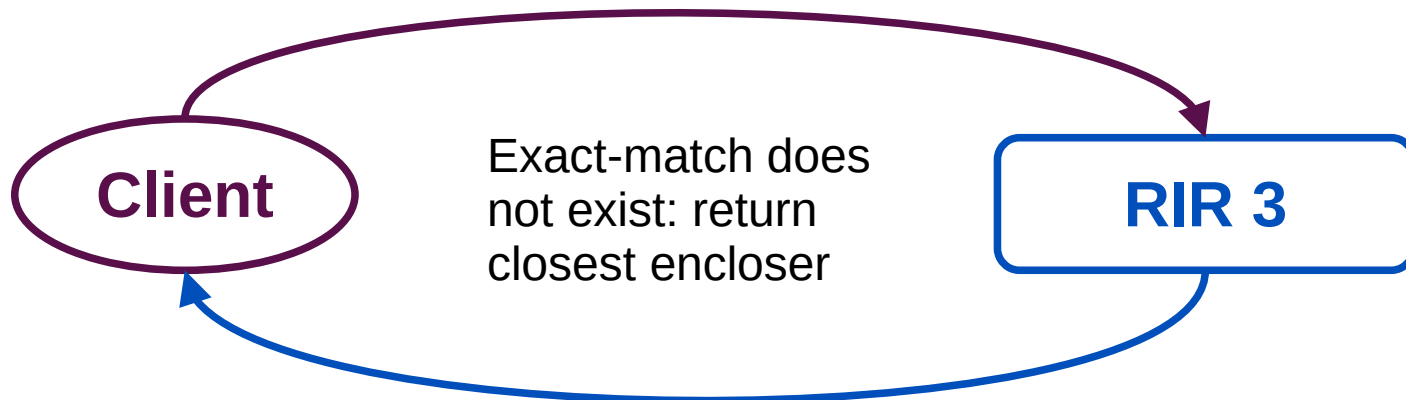 Client
Exact-match does
not exist: return
closest encloser
RIR 3